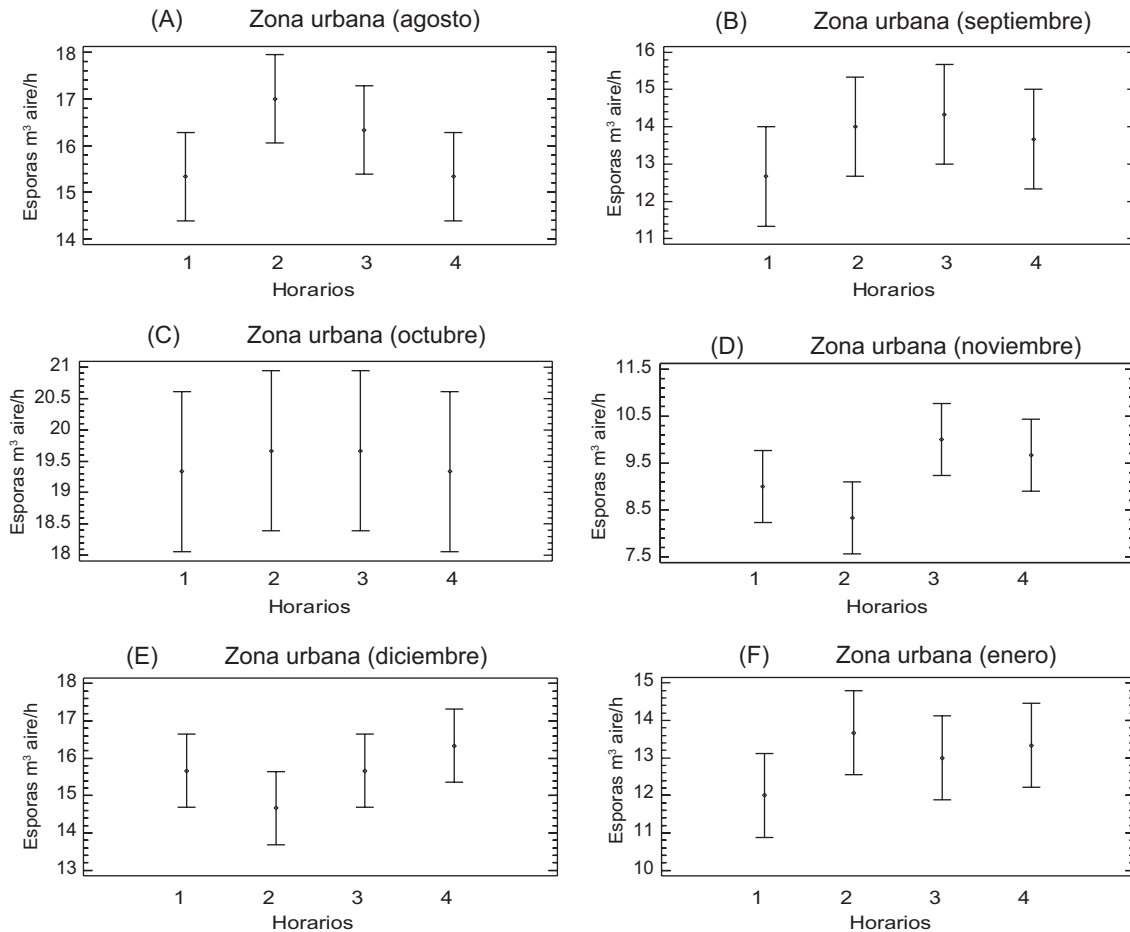 (A) Zona urbana (agosto)
Esporas m³ aire/h
18
17
16
15
14
1 2 3 4
Horarios
(B) Zona urbana (septiembre)
Esporas m³ aire/h
16
15
14
13
12
11
1 2 3 4
Horarios
(C) Zona urbana (octubre)
Esporas m³ aire/h
21
20.5
20
19.5
19
18.5
18
1 2 3 4
Horarios
(D) Zona urbana (noviembre)
Esporas m³ aire/h
11.5
10.5
9.5
8.5
7.5
1 2 3 4
Horarios
(E) Zona urbana (diciembre)
Esporas m³ aire/h
18
17
16
15
14
13
1 2 3 4
Horarios
(F) Zona urbana (enero)
Esporas m³ aire/h
15
14
13
12
11
10
1 2 3 4
Horarios